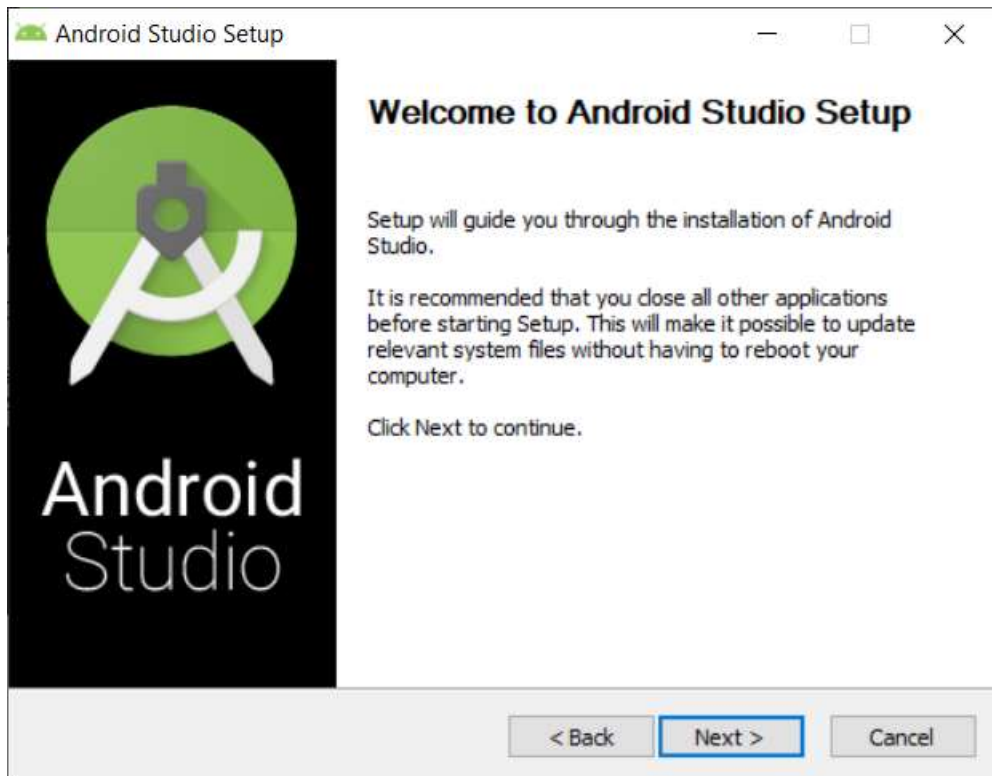 Android Studio Setup
Welcome to Android Studio Setup
Setup will guide you through the installation of Android
Studio.
It is recommended that you close all other applications
before starting Setup. This will make it possible to update
relevant system files without having to reboot your
computer.
Click Next to continue.
Android
Studio
< Back
Next >
Cancel